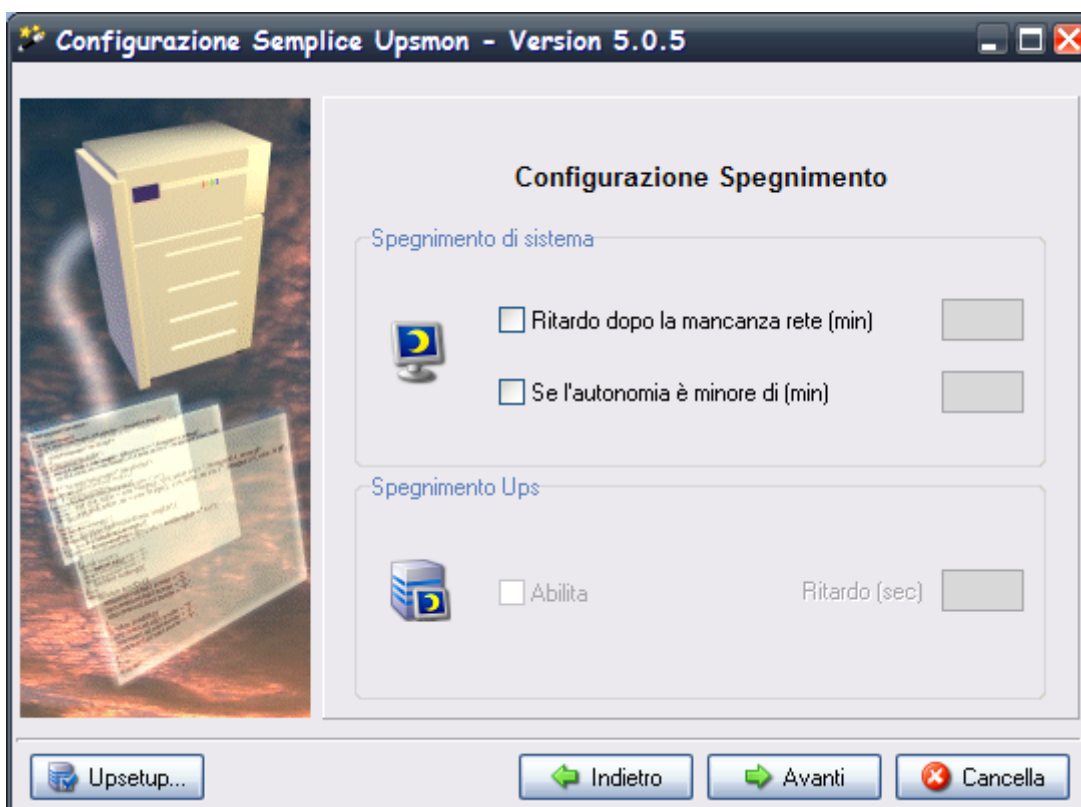 Configurazione Semplice Upsmon - Version 5.0.5
Configurazione Spegnimento
Spegnimento di sistema
Ritardo dopo la mancanza rete (min)
Se l'autonomia è minore di (min)
Spegnimento Ups
Abilita Ritardo (sec)
Upsetup... Indietro Avanti Cancella